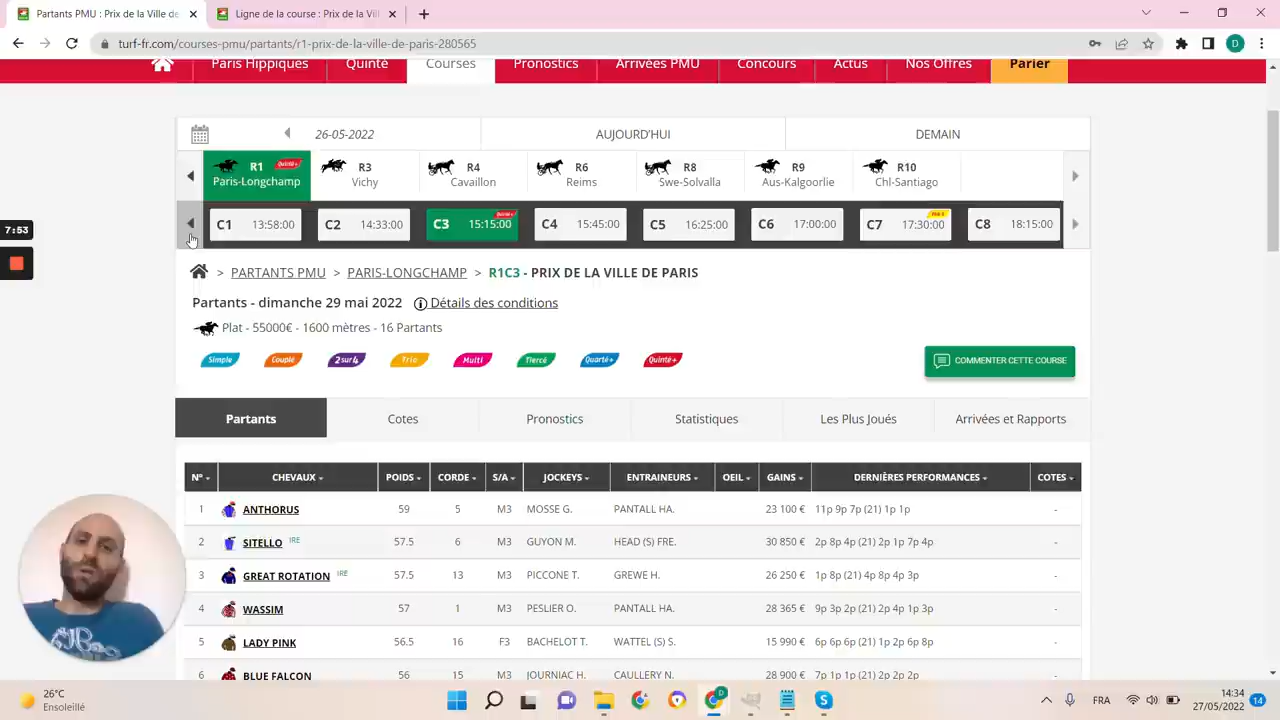 Partants PMU : Prix de la Ville de
Ligne de la course : Prix de la Vil
turf-fr.com/courses-pmu/partants/r1-prix-de-la-ville-de-paris-280565
Paris Hippiques Quinté Courses Pronostics Arrivées PMU Concours Actus Nos Offres Parier
26-05-2022 AUJOURD'HUI DEMAIN
R1 Quinté+ R3 R4 R6 R8 R9 R10
Paris-Longchamp Vichy Cavaillon Reims Swe-Solvalla Aus-Kalgoorlie Chl-Santiago
C1 13:58:00 C2 14:33:00 C3 15:15:00 C4 15:45:00 C5 16:25:00 C6 17:00:00 C7 17:30:00 C8 18:15:00
7:53
> PARTANTS PMU > PARIS-LONGCHAMP > R1C3 - PRIX DE LA VILLE DE PARIS
Partants - dimanche 29 mai 2022 Détails des conditions
Plat - 55000€ - 1600 mètres - 16 Partants
Simple Couplé 2sur4 Trio Multi Tiercé Quarté+ Quinté+
COMMENTER CETTE COURSE
Partants Cotes Pronostics Statistiques Les Plus Joués Arrivées et Rapports
N° CHEVAUX POIDS CORDE S/A JOCKEYS ENTRAINEURS OEIL GAINS DERNIÈRES PERFORMANCES COTES
1 ANTHORUS 59 5 M3 MOSSE G. PANTALL HA. 23 100 € 11p 9p 7p (21) 1p 1p -
2 SITELLO IRE 57.5 6 M3 GUYON M. HEAD (S) FRE. 30 850 € 2p 8p 4p (21) 2p 1p 7p 4p -
3 GREAT ROTATION IRE 57.5 13 M3 PICCONE T. GREWE H. 26 250 € 1p 8p (21) 4p 8p 4p 3p -
4 WASSIM 57 1 M3 PESLIER O. PANTALL HA. 28 365 € 9p 3p 2p (21) 2p 4p 1p 3p -
5 LADY PINK 56.5 16 F3 BACHELOT T. WATTEL (S) S. 15 990 € 6p 6p 6p (21) 1p 2p 6p 8p -
6 BLUE FALCON 56 15 M3 JOURNIAC H. CAULLERY N. 28 900 € 7p 1p 1p (21) 2p 2p 2p -
26°C
Ensoleillé
FRA
14:34
27/05/2022
14